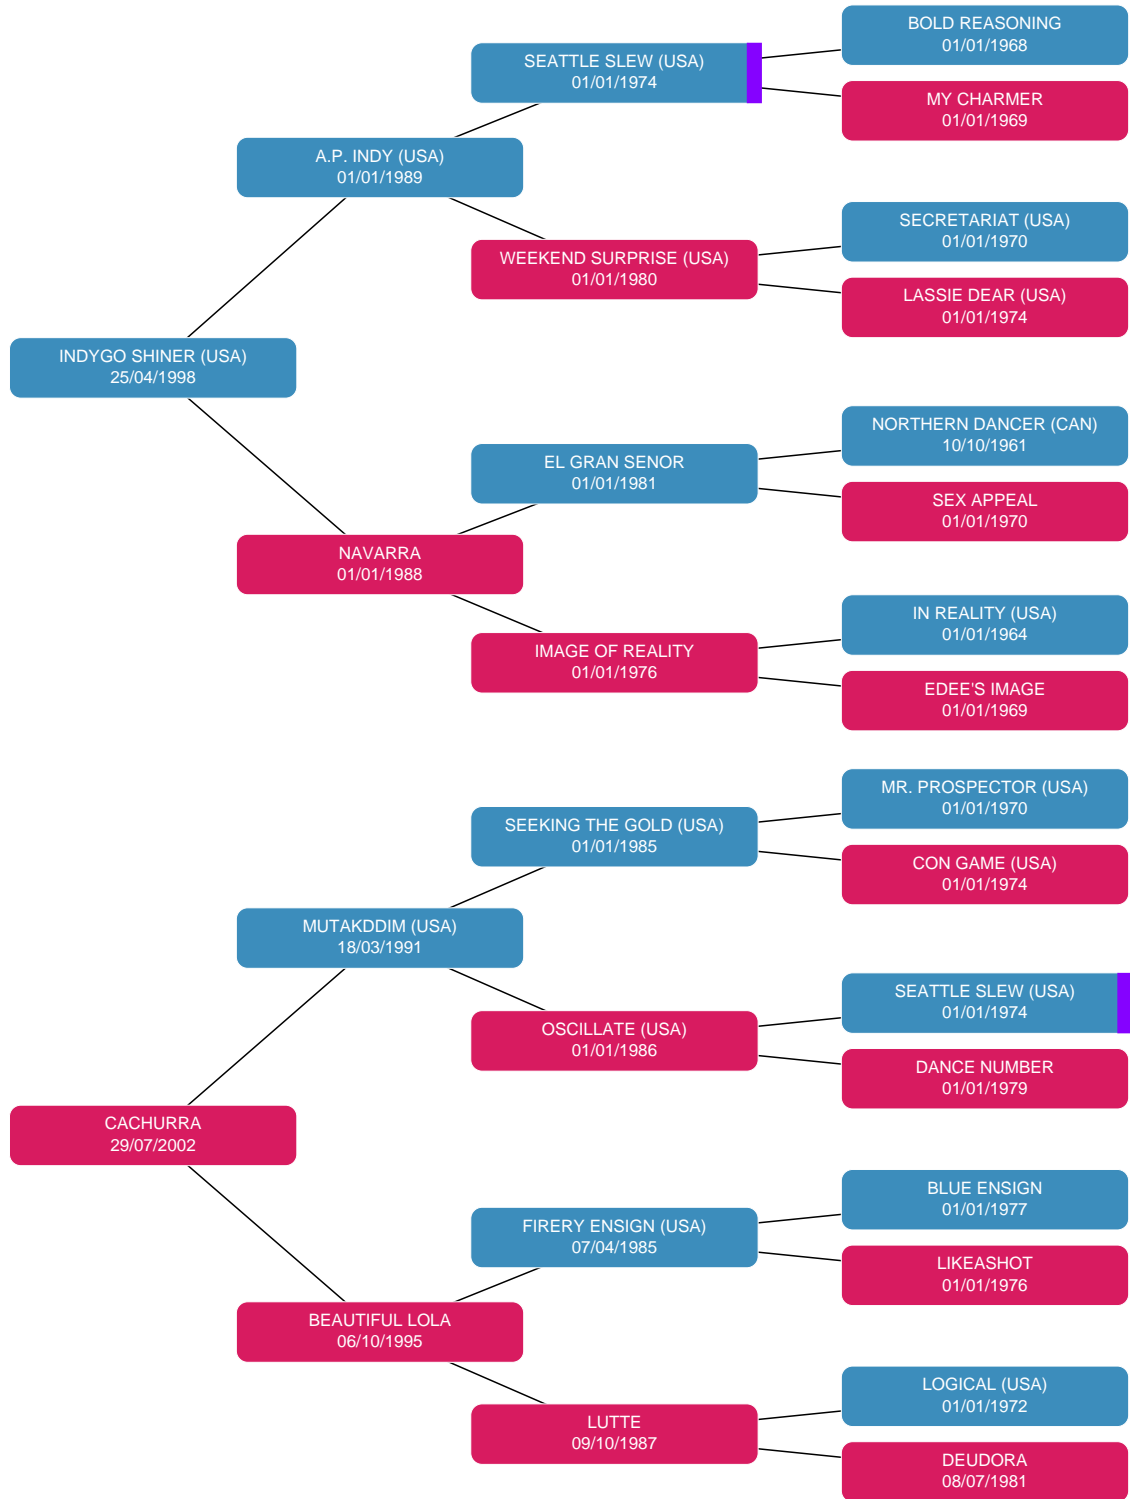 BOLD REASONING
01/01/1968
SEATTLE SLEW (USA)
01/01/1974
MY CHARMER
01/01/1969
A.P. INDY (USA)
01/01/1989
SECRETARIAT (USA)
01/01/1970
WEEKEND SURPRISE (USA)
01/01/1980
LASSIE DEAR (USA)
01/01/1974
INDYGO SHINER (USA)
25/04/1998
NORTHERN DANCER (CAN)
10/10/1961
EL GRAN SENOR
01/01/1981
SEX APPEAL
01/01/1970
NAVARRA
01/01/1988
IN REALITY (USA)
01/01/1964
IMAGE OF REALITY
01/01/1976
EDEE'S IMAGE
01/01/1969
MR. PROSPECTOR (USA)
01/01/1970
SEEKING THE GOLD (USA)
01/01/1985
CON GAME (USA)
01/01/1974
MUTAKDDIM (USA)
18/03/1991
SEATTLE SLEW (USA)
01/01/1974
OSCILLATE (USA)
01/01/1986
DANCE NUMBER
01/01/1979
CACHURRA
29/07/2002
BLUE ENSIGN
01/01/1977
FIRERY ENSIGN (USA)
07/04/1985
LIKEASHOT
01/01/1976
BEAUTIFUL LOLA
06/10/1995
LOGICAL (USA)
01/01/1972
LUTTE
09/10/1987
DEUDORA
08/07/1981